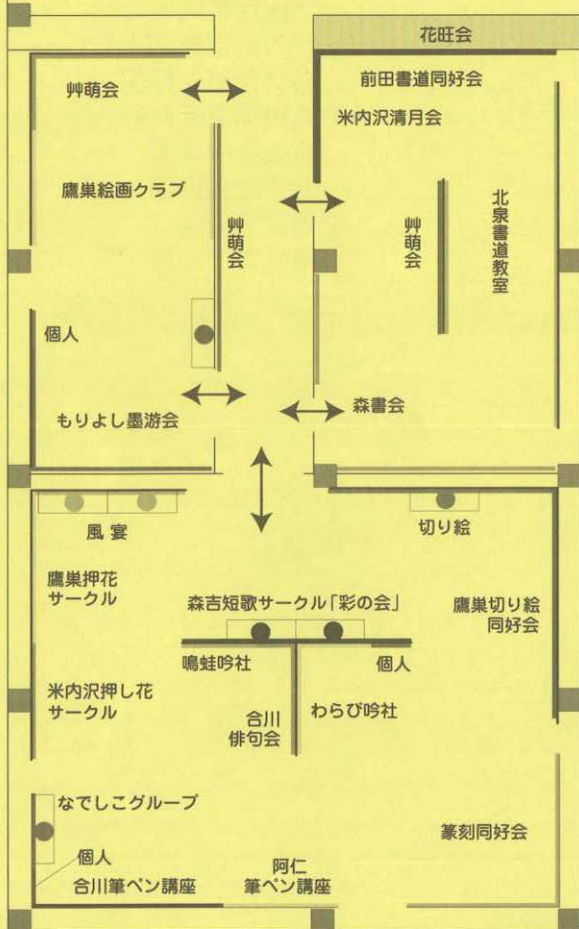 花旺会
艸萌会
前田書道同好会
米内沢清月会
鷹巣絵画クラブ
艸萌会
艸萌会
北泉書道教室
個人
もりよし墨游会
森書会
風宴
切り絵
鷹巣押花
サークル
森吉短歌サークル「彩の会」
鷹巣切り絵
同好会
鳴蛙吟社
個人
米内沢押し花
サークル
合川
俳句会
わらび吟社
なでしこグループ
篆刻同好会
個人
合川筆ペン講座
阿仁
筆ペン講座